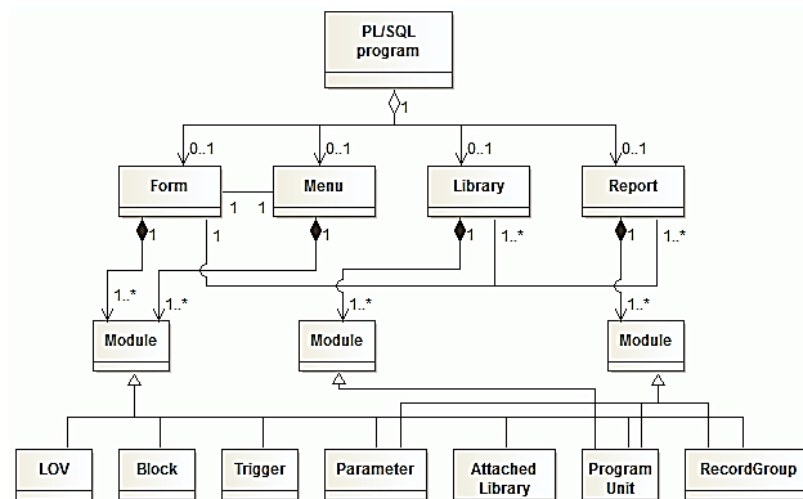 PL/SQL
program
1
0..1
0..1
0..1
0..1
Form
Menu
Library
Report
1
1
1
1
1
1..*
1
1
1..*
1..*
1..*
1..*
1..*
Module
Module
Module
LOV
Block
Trigger
Parameter
Attached
Library
Program
Unit
RecordGroup